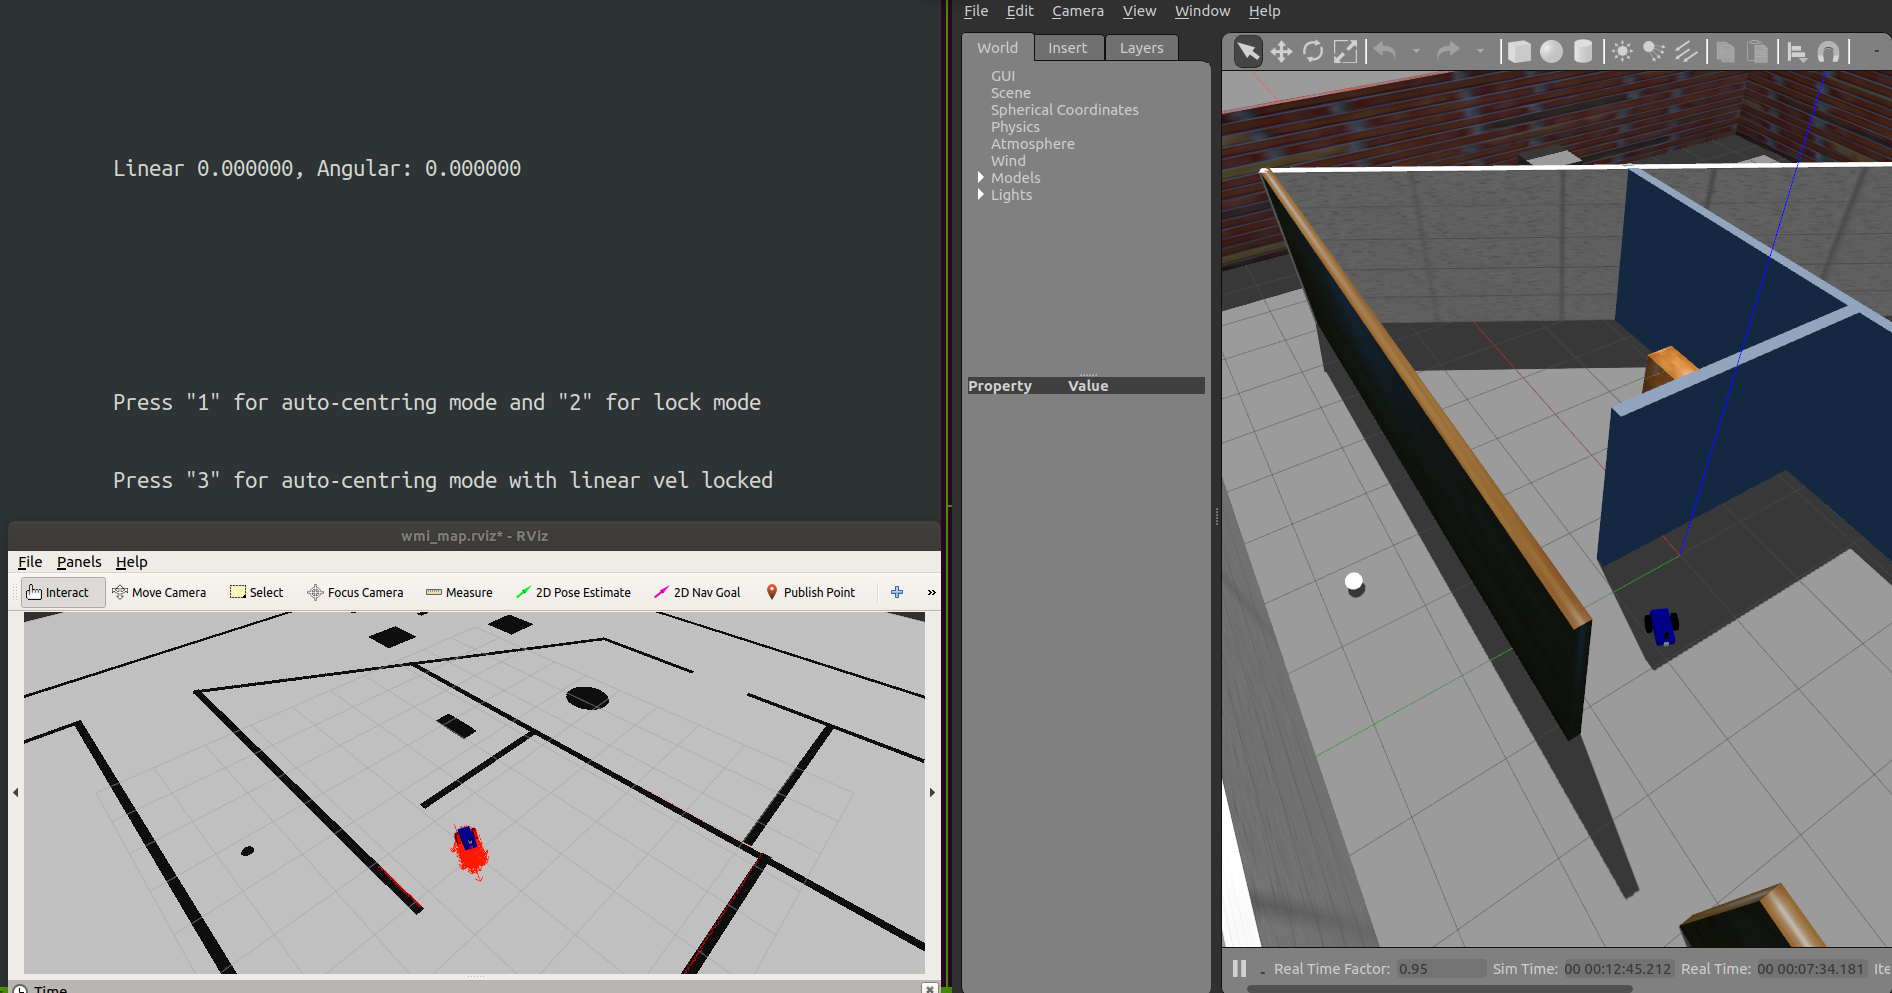 Linear 0.000000, Angular: 0.000000
Press "1" for auto-centring mode and "2" for lock mode
Press "3" for auto-centring mode with linear vel locked
wmi_map.rviz* - RViz
File Panels Help
Interact Move Camera Select Focus Camera Measure 2D Pose Estimate 2D Nav Goal Publish Point »
Time
File Edit Camera View Window Help
World Insert Layers
GUI
Scene
Spherical Coordinates
Physics
Atmosphere
Wind
Models
Lights
Property Value
Real Time Factor: 0.95 Sim Time: 00 00:12:45.212 Real Time: 00 00:07:34.181 Ite